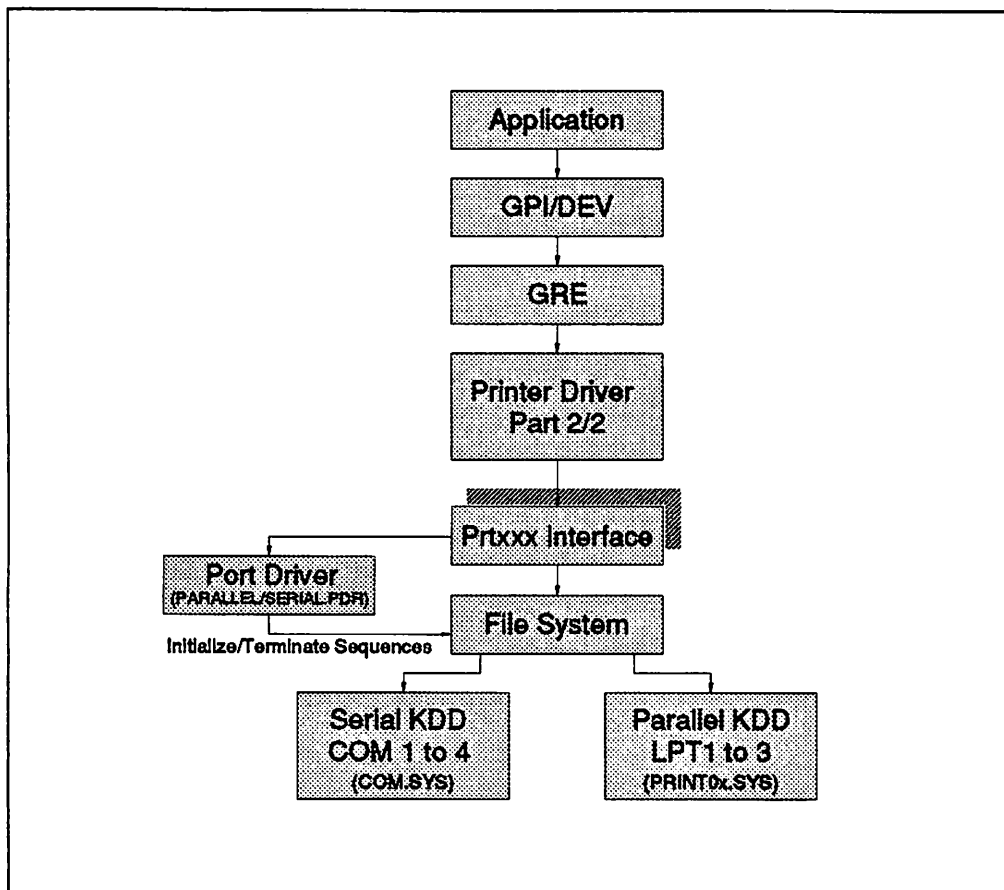 Application
GPI/DEV
GRE
Printer Driver
Part 2/2
Prtxxx Interface
Port Driver
(PARALLEL/SERIAL.PDR)
Initialize/Terminate Sequences
File System
Serial KDD
COM 1 to 4
(COM.SYS)
Parallel KDD
LPT1 to 3
(PRINT0x.SYS)